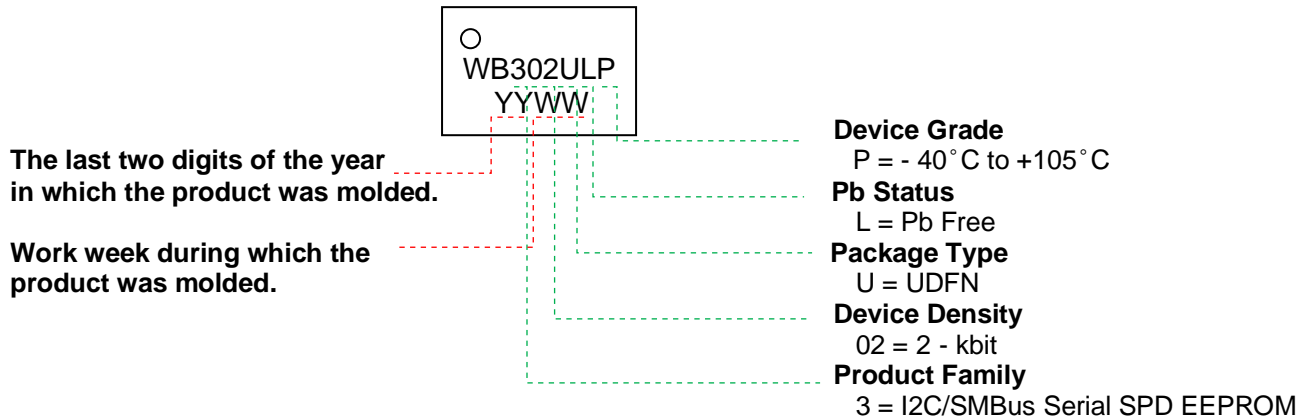 WB302ULP
YYWW
The last two digits of the year
in which the product was molded.
Work week during which the
product was molded.
Device Grade
P = - 40°C to +105°C
Pb Status
L = Pb Free
Package Type
U = UDFN
Device Density
02 = 2 - kbit
Product Family
3 = I2C/SMBus Serial SPD EEPROM